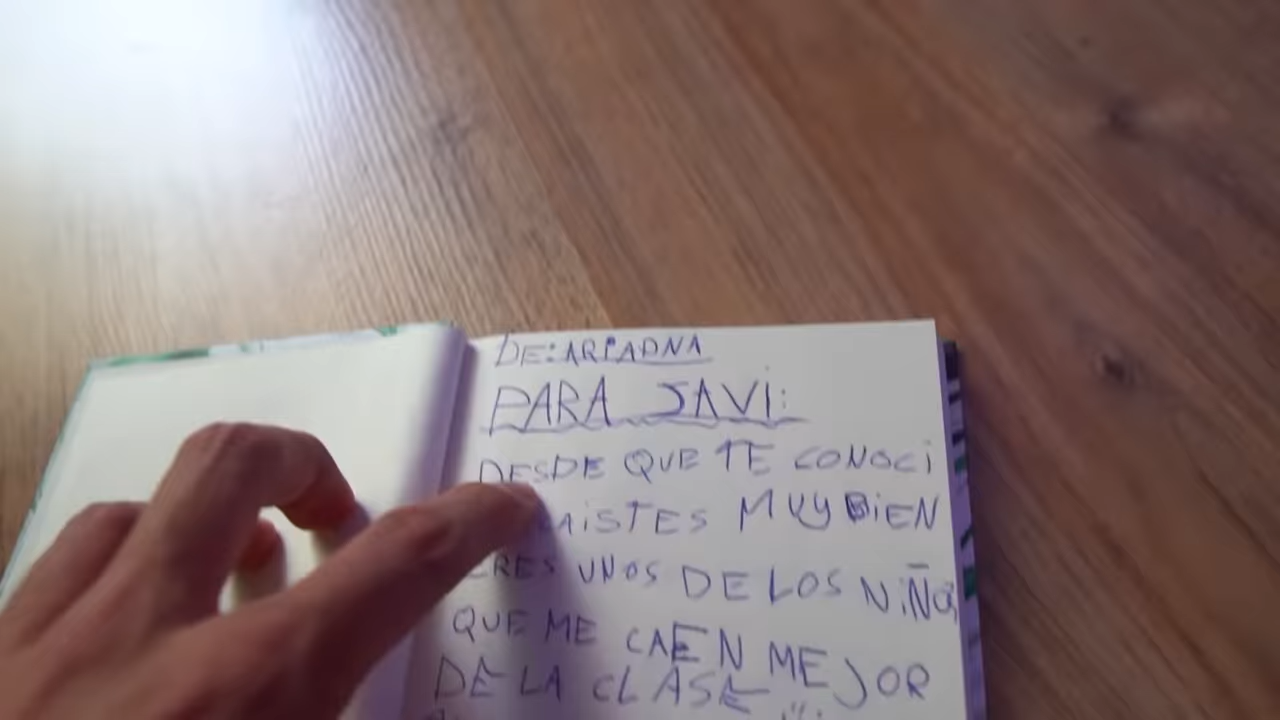 DE: ARIADNA
PARA JAVI:
DESDE QUE TE CONOCI
MUY BIEN
ERES UNOS DE LOS NIÑOS
QUE ME CAEN MEJOR
DE LA CLASE